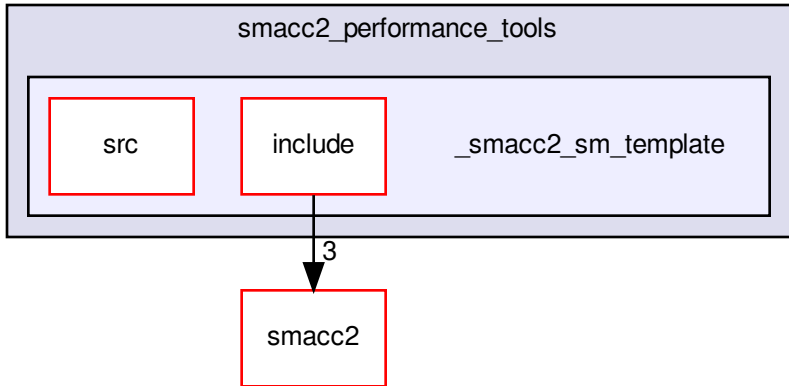 smacc2_performance_tools
src
include
_smacc2_sm_template
3
smacc2